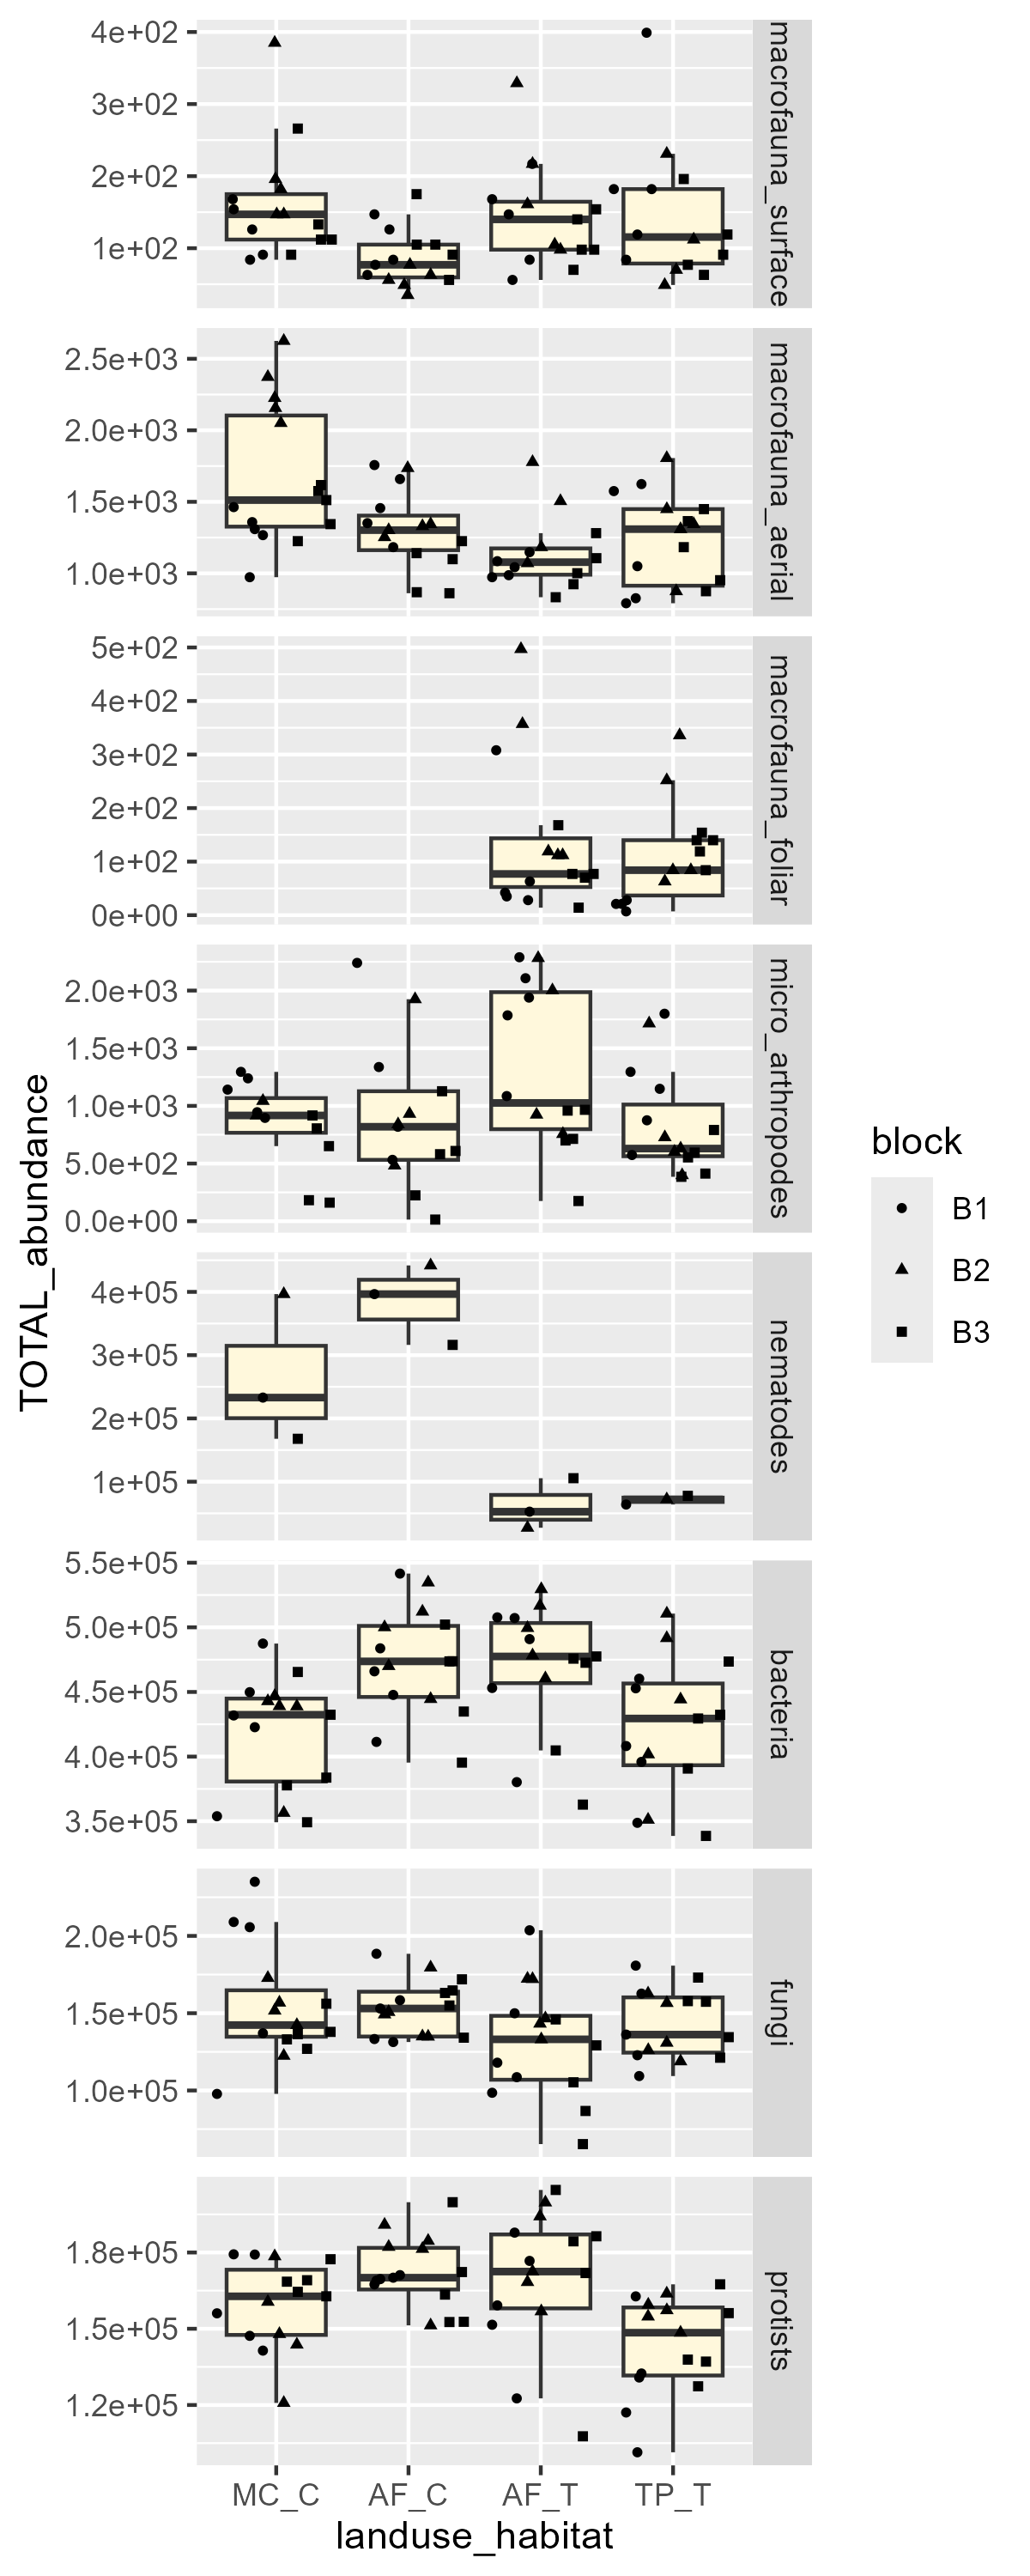 4e+02
3e+02
2e+02
1e+02
macrofauna_surface
2.5e+03
2.0e+03
1.5e+03
1.0e+03
macrofauna_aerial
5e+02
4e+02
3e+02
2e+02
1e+02
0e+00
macrofauna_foliar
2.0e+03
1.5e+03
1.0e+03
5.0e+02
0.0e+00
micro_arthropodes
4e+05
3e+05
2e+05
1e+05
nematodes
5.5e+05
5.0e+05
4.5e+05
4.0e+05
3.5e+05
bacteria
2.0e+05
1.5e+05
1.0e+05
fungi
1.8e+05
1.5e+05
1.2e+05
protists
MC_C AF_C AF_T TP_T
landuse_habitat
TOTAL_abundance
block
B1
B2
B3